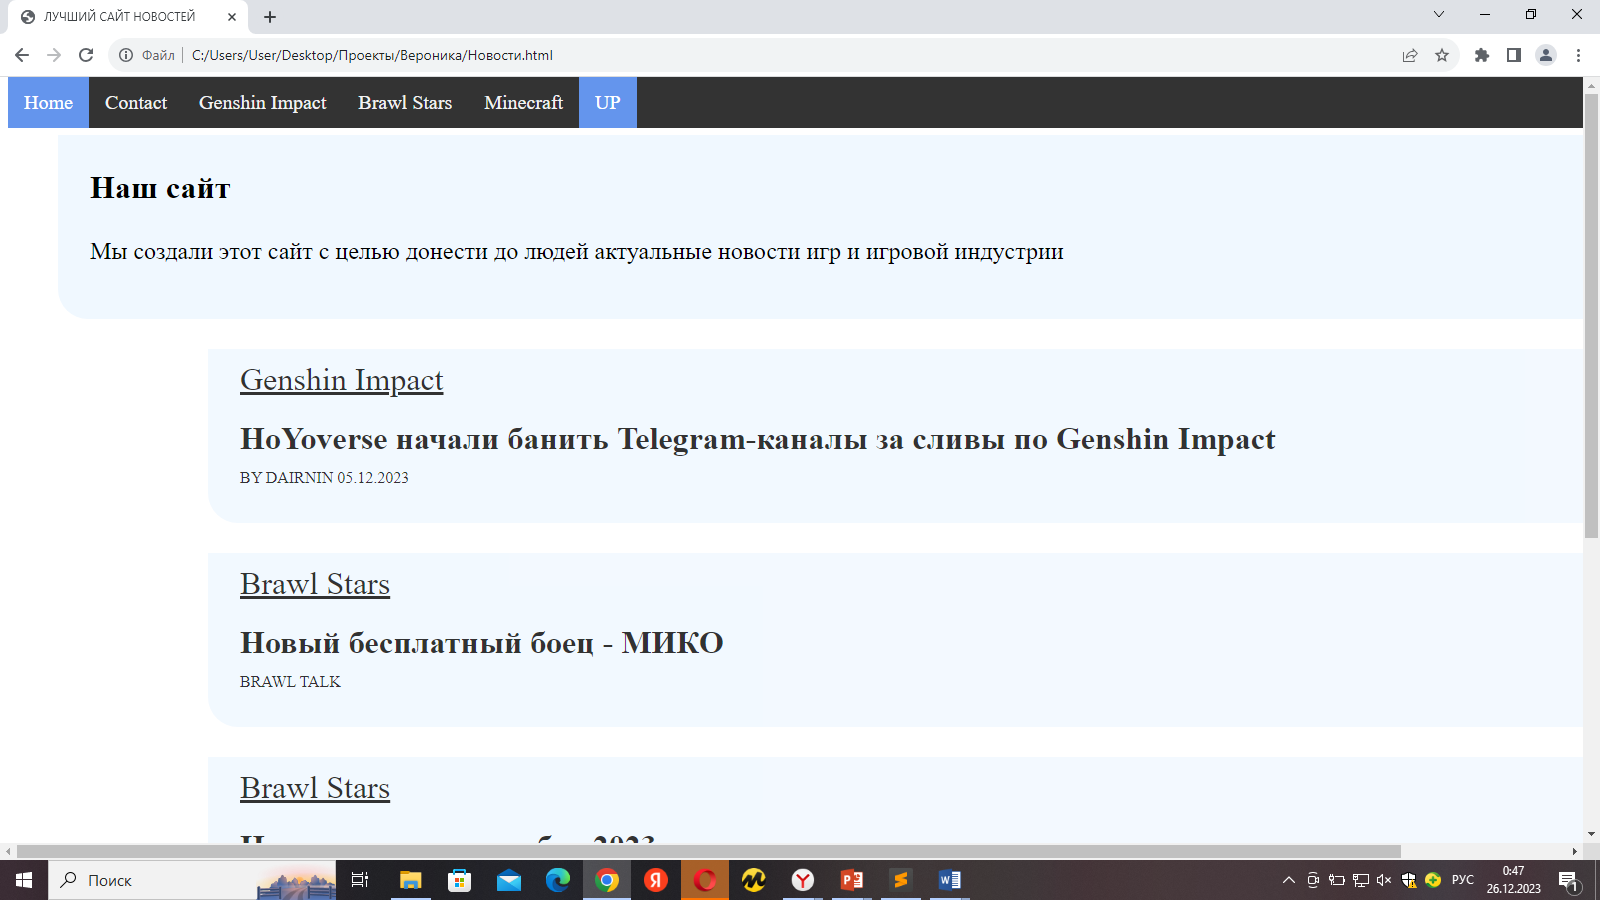 ЛУЧШИЙ САЙТ НОВОСТЕЙ
Файл C:/Users/User/Desktop/Проекты/Вероника/Новости.html
Home Contact Genshin Impact Brawl Stars Minecraft UP
Наш сайт
Мы создали этот сайт с целью донести до людей актуальные новости игр и игровой индустрии
Genshin Impact
HoYoverse начали банить Telegram-каналы за сливы по Genshin Impact
BY DAIRNIN 05.12.2023
Brawl Stars
Новый бесплатный боец - МИКО
BRAWL TALK
Brawl Stars
2023
Поиск
РУС
0:47
26.12.2023
1